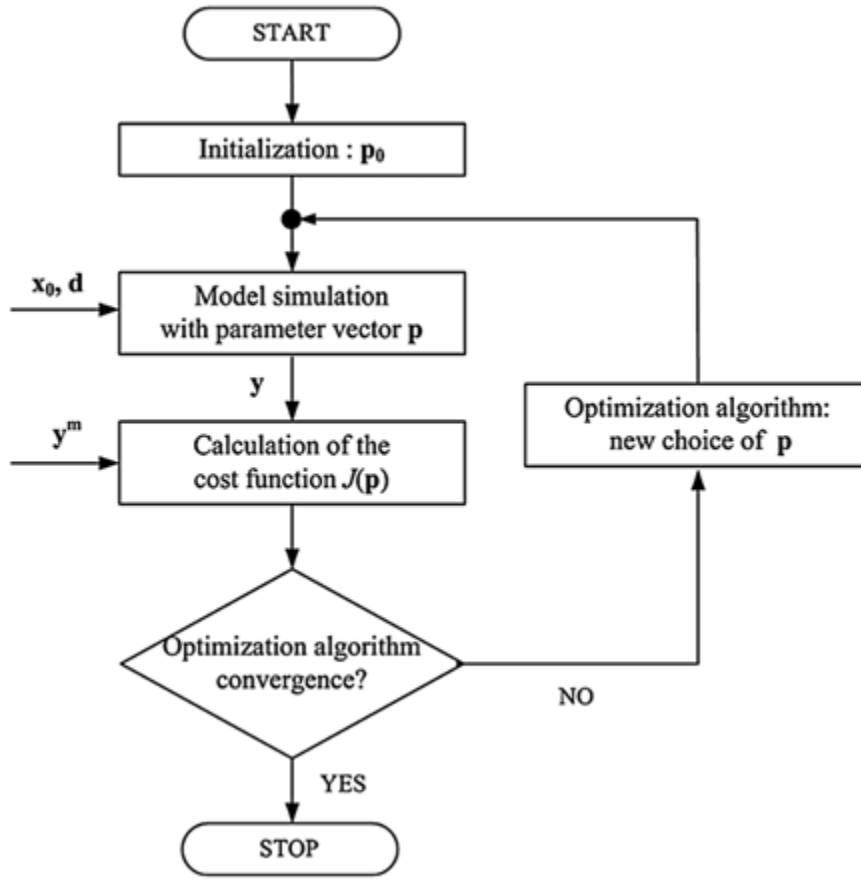 START
Initialization : p₀
x₀, d
Model simulation
with parameter vector p
y
yᵐ
Calculation of the
cost function J(p)
Optimization algorithm:
new choice of p
Optimization algorithm
convergence?
NO
YES
STOP